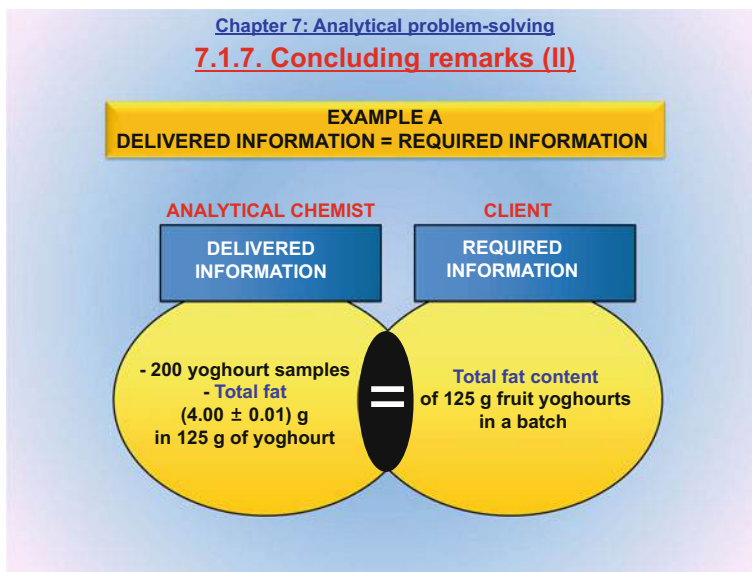 Chapter 7: Analytical problem-solving
7.1.7. Concluding remarks (II)
EXAMPLE A
DELIVERED INFORMATION = REQUIRED INFORMATION
ANALYTICAL CHEMIST
CLIENT
DELIVERED
INFORMATION
REQUIRED
INFORMATION
- 200 yoghourt samples
- Total fat
(4.00 ± 0.01) g
in 125 g of yoghourt
=
Total fat content
of 125 g fruit yoghourts
in a batch